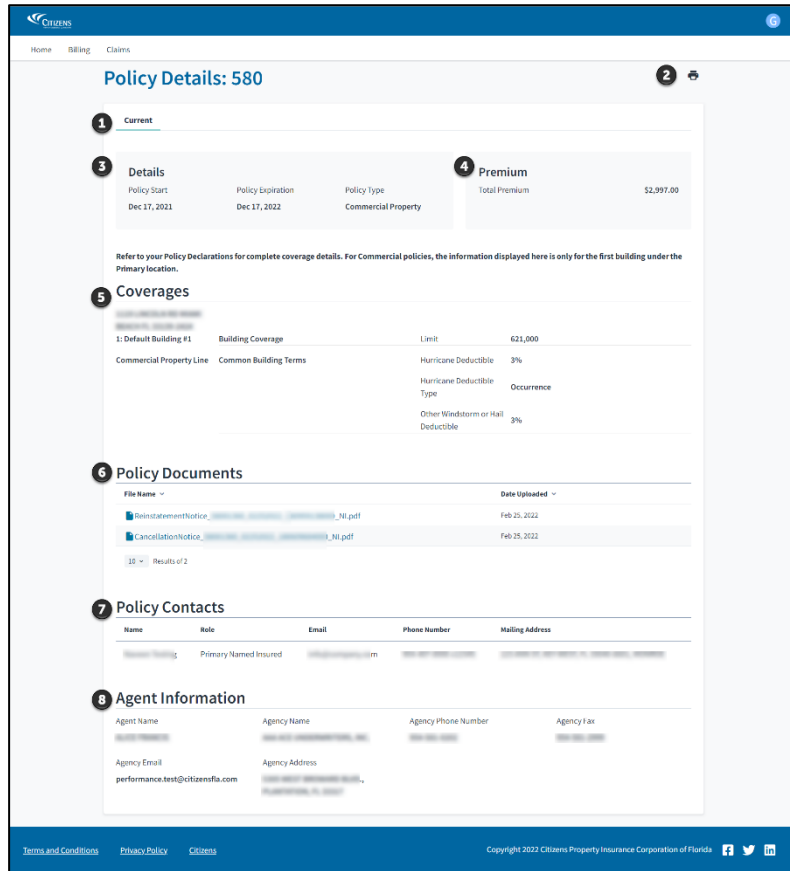 CITIZENS
G
Home Billing Claims
Policy Details: 580
2
1
Current
3
Details
Policy Start Policy Expiration Policy Type
Dec 17, 2021 Dec 17, 2022 Commercial Property
4
Premium
Total Premium $2,997.00
Refer to your Policy Declarations for complete coverage details. For Commercial policies, the information displayed here is only for the first building under the
Primary location.
5
Coverages
1: Default Building #1 Building Coverage Limit 621,000
Commercial Property Line Common Building Terms Hurricane Deductible 3%
Hurricane Deductible
Type
Occurrence
Other Windstorm or Hail
Deductible
3%
6
Policy Documents
File Name Date Uploaded
ReinstatementNotice_ _NI.pdf Feb 25, 2022
CancellationNotice_ _NI.pdf Feb 25, 2022
10 Results of 2
7
Policy Contacts
Name Role Email Phone Number Mailing Address
Primary Named Insured
8
Agent Information
Agent Name Agency Name Agency Phone Number Agency Fax
Agency Email Agency Address
performance.test@citizensfla.com
Terms and Conditions Privacy Policy Citizens Copyright 2022 Citizens Property Insurance Corporation of Florida